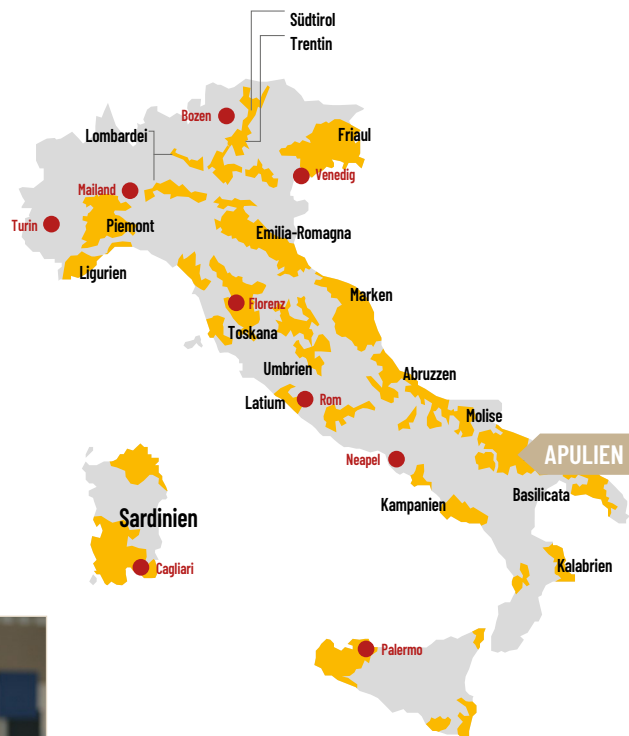 Südtirol
Trentin
Bozen
Lombardei
Friaul
Venedig
Mailand
Turin
Piemont
Emilia-Romagna
Ligurien
Marken
Florenz
Toskana
Umbrien
Abruzzen
Latium
Rom
Molise
Neapel
APULIEN
Basilicata
Kampanien
Sardinien
Kalabrien
Cagliari
Palermo